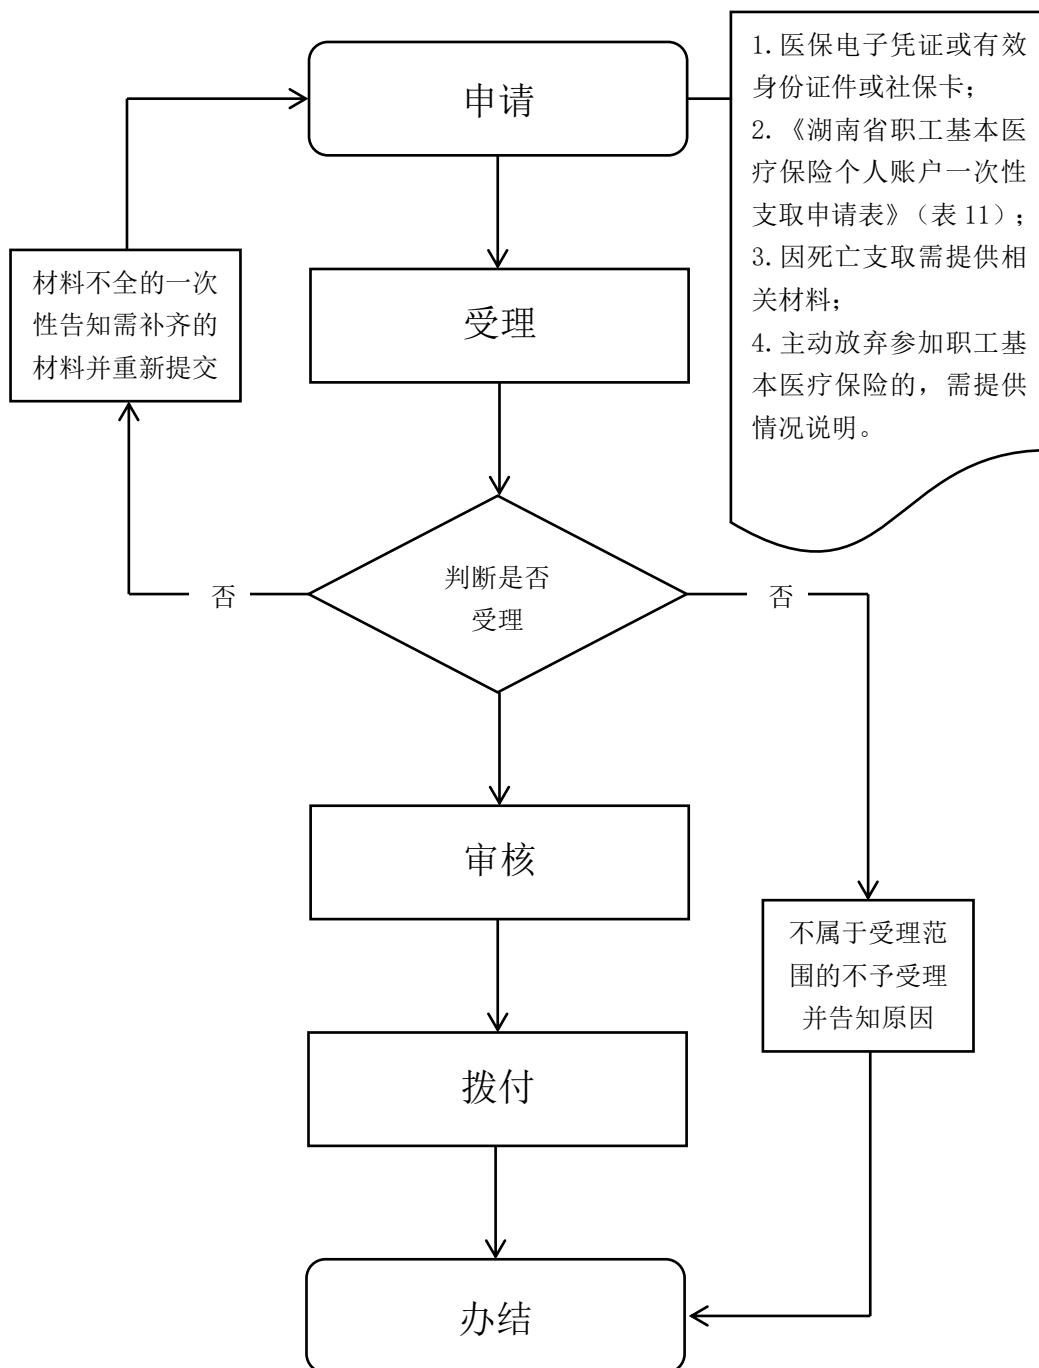 申请
1. 医保电子凭证或有效
身份证件或社保卡；
2. 《湖南省职工基本医
疗保险个人账户一次性
支取申请表》（表 11）；
3. 因死亡支取需提供相
关材料；
4. 主动放弃参加职工基
本医疗保险的，需提供
情况说明。
材料不全的一次
性告知需补齐的
材料并重新提交
受理
否
判断是否
受理
否
审核
不属于受理范
围的不予受理
并告知原因
拨付
办结